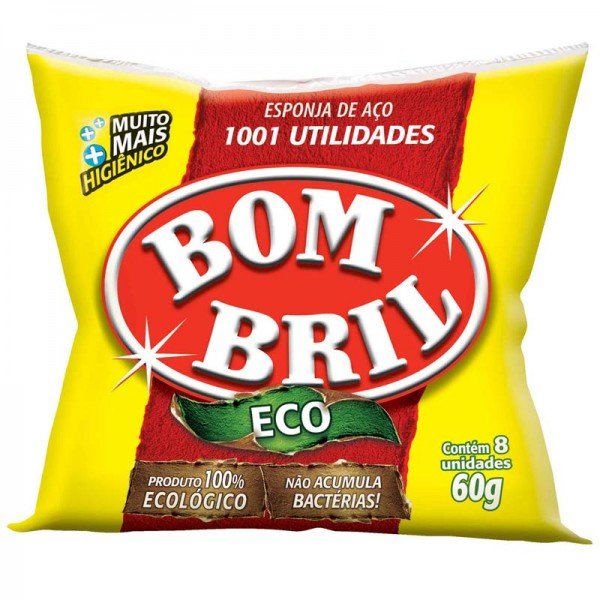 ESPONJA DE AÇO
1001 UTILIDADES
MUITO
MAIS
HIGIÊNICO
BOM
BRIL
ECO
PRODUTO 100%
ECOLÓGICO
NÃO ACUMULA
BACTÉRIAS!
Contém 8
unidades
60g